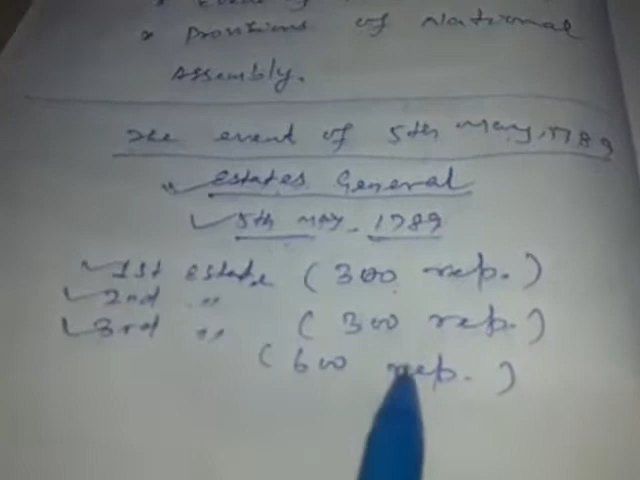 • Provisions of National
Assembly.
The event of 5th May, 1789
" Estates General
5th May. 1789
1st estate (300 rep.)
2nd "
3rd " (300 rep.)
(600 rep.)